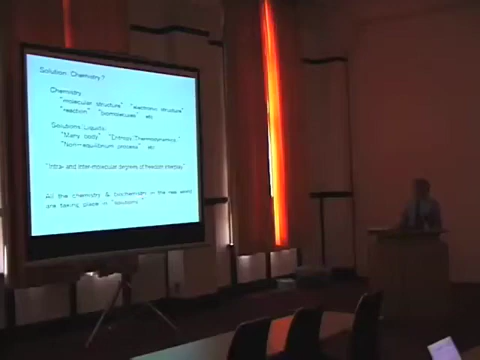 Solution Chemistry?
Chemistry
"molecular structure" "electronic structure"
"reaction" "biomolecules" etc
Solutions Liquids
"Many body" "Entropy, Thermodynamics,"
"Non-equilibrium process" etc
"Intra- and inter-molecular degrees of freedom interplay"
All the chemistry & biochemism in the real world
are taking place in "solutions."